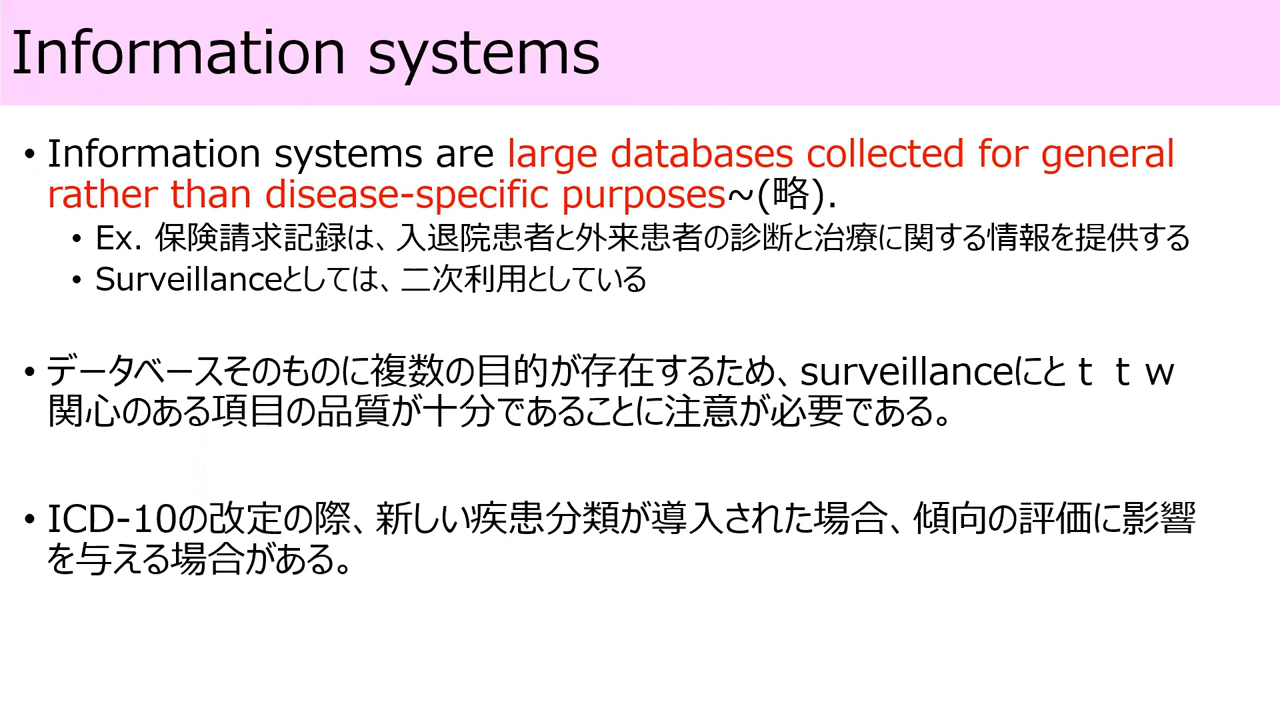 Information systems
• Information systems are large databases collected for general
rather than disease-specific purposes~(略).
• Ex. 保険請求記録は、入退院患者と外来患者の診断と治療に関する情報を提供する
• Surveillanceとしては、二次利用としている
• データベースそのものに複数の目的が存在するため、surveillanceにとｔｔｗ
関心のある項目の品質が十分であることに注意が必要である。
• ICD-10の改定の際、新しい疾患分類が導入された場合、傾向の評価に影響
を与える場合がある。